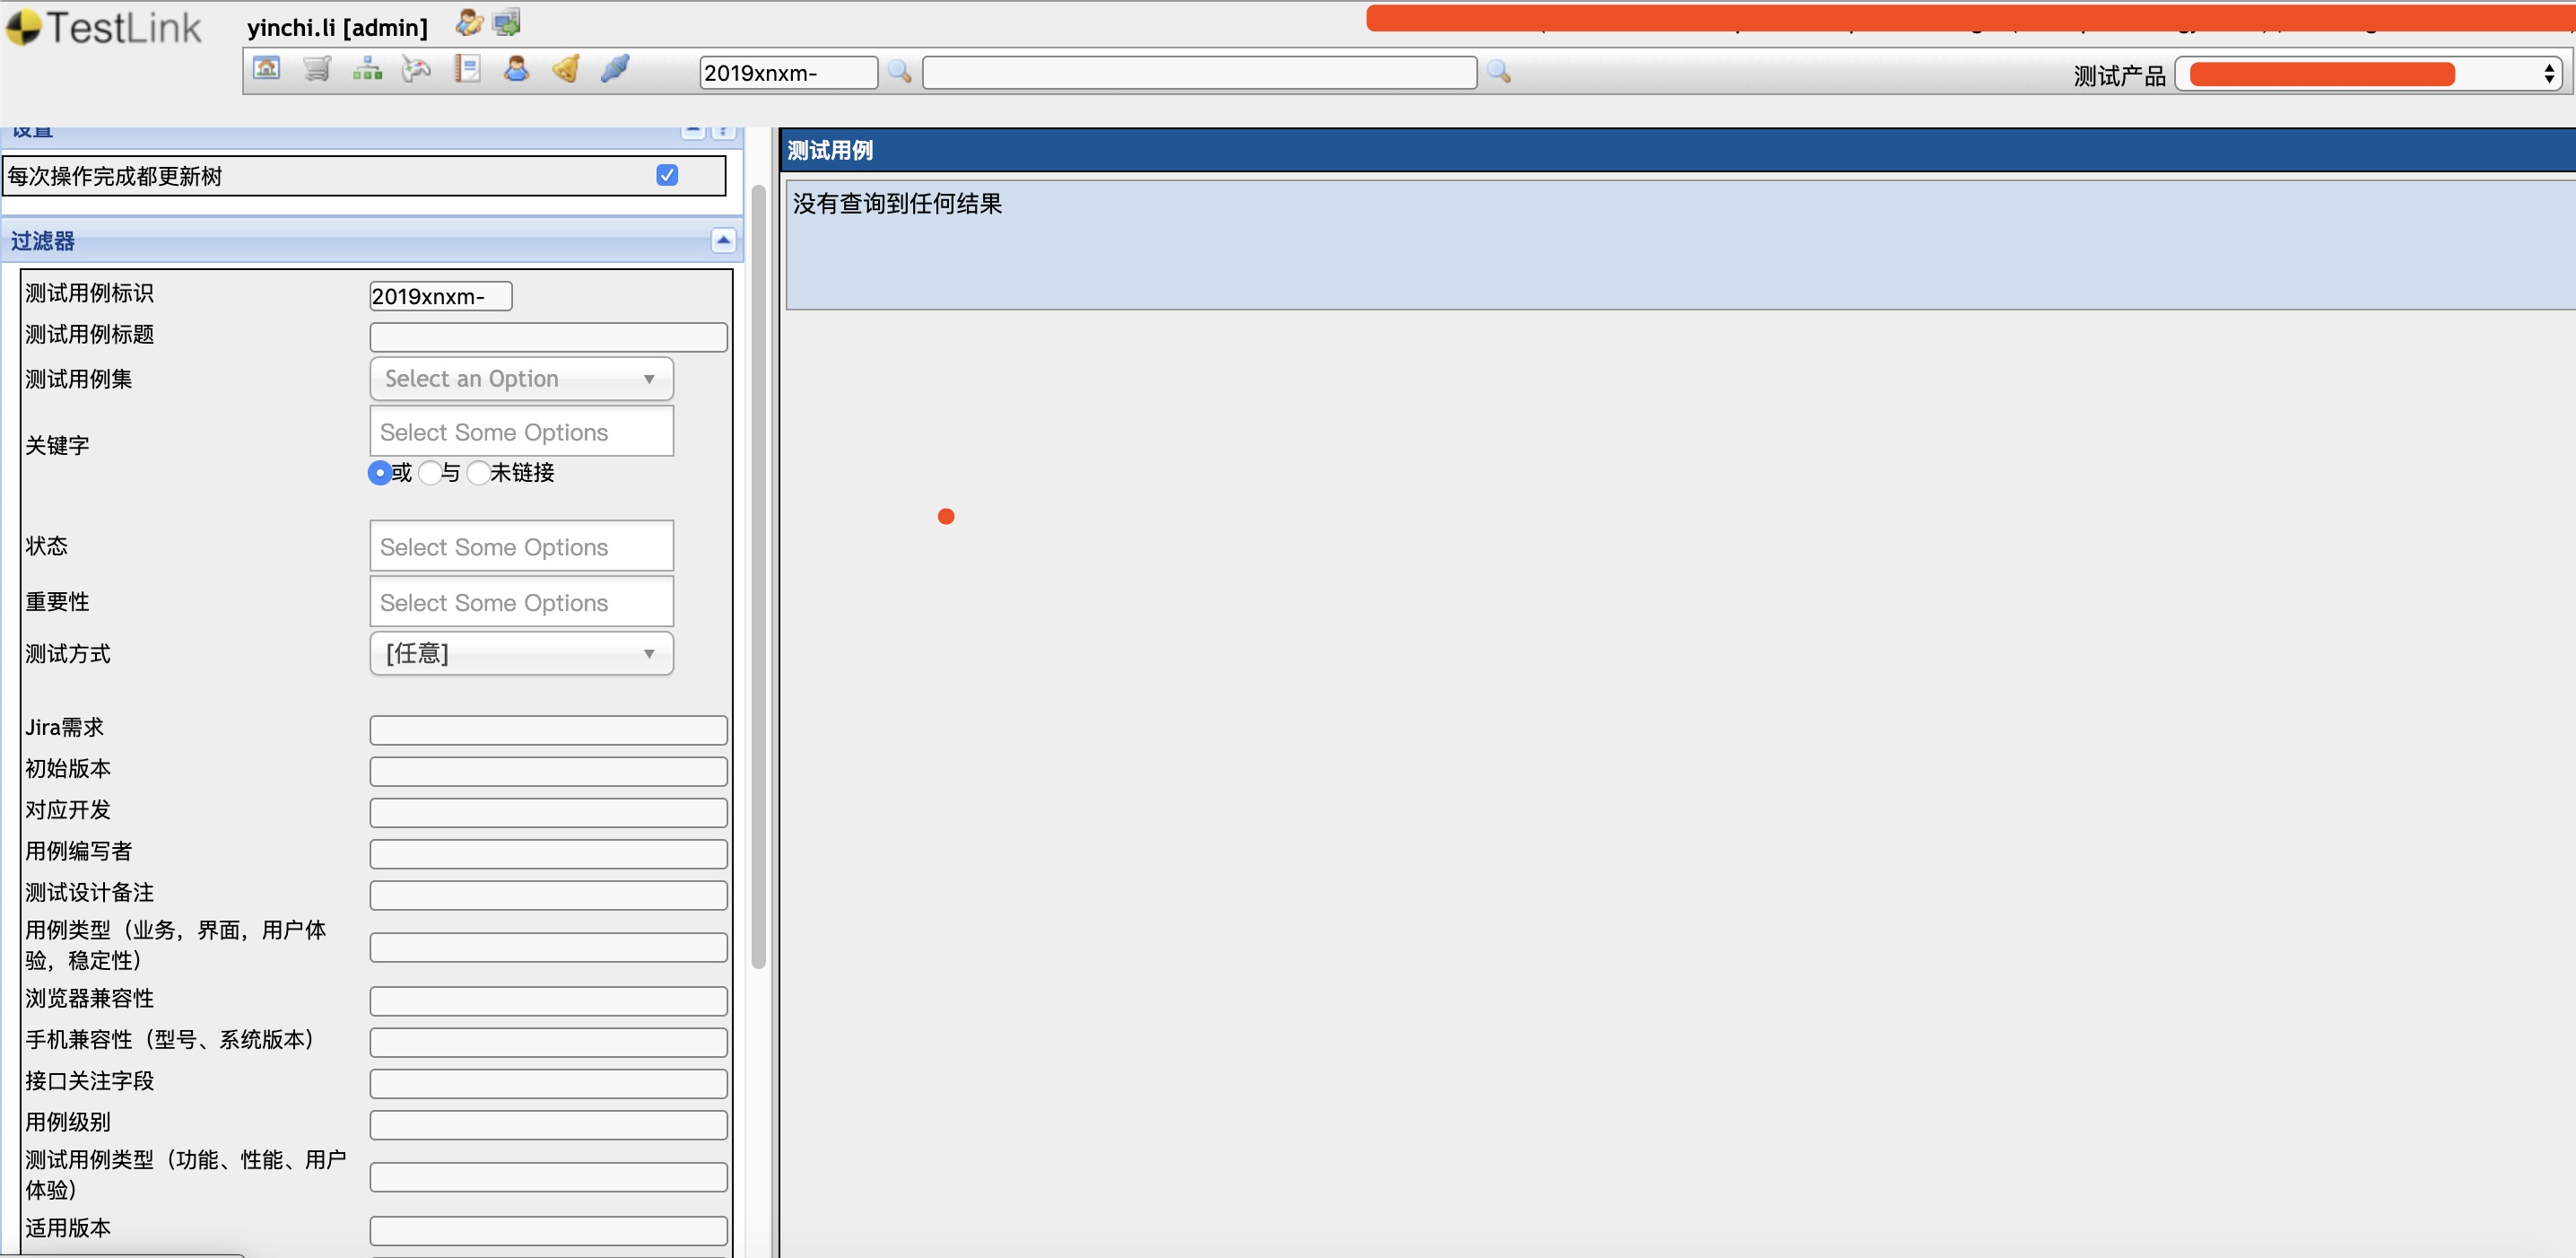 TestLink
yinchi.li [admin]
2019xnxm-
测试产品
设置
每次操作完成都更新树
过滤器
测试用例标识 2019xnxm-
测试用例标题
测试用例集 Select an Option
关键字 Select Some Options
或 与 未链接
状态 Select Some Options
重要性 Select Some Options
测试方式 [任意]
Jira需求
初始版本
对应开发
用例编写者
测试设计备注
用例类型（业务，界面，用户体
验，稳定性）
浏览器兼容性
手机兼容性（型号、系统版本）
接口关注字段
用例级别
测试用例类型（功能、性能、用户
体验）
适用版本
测试用例
没有查询到任何结果